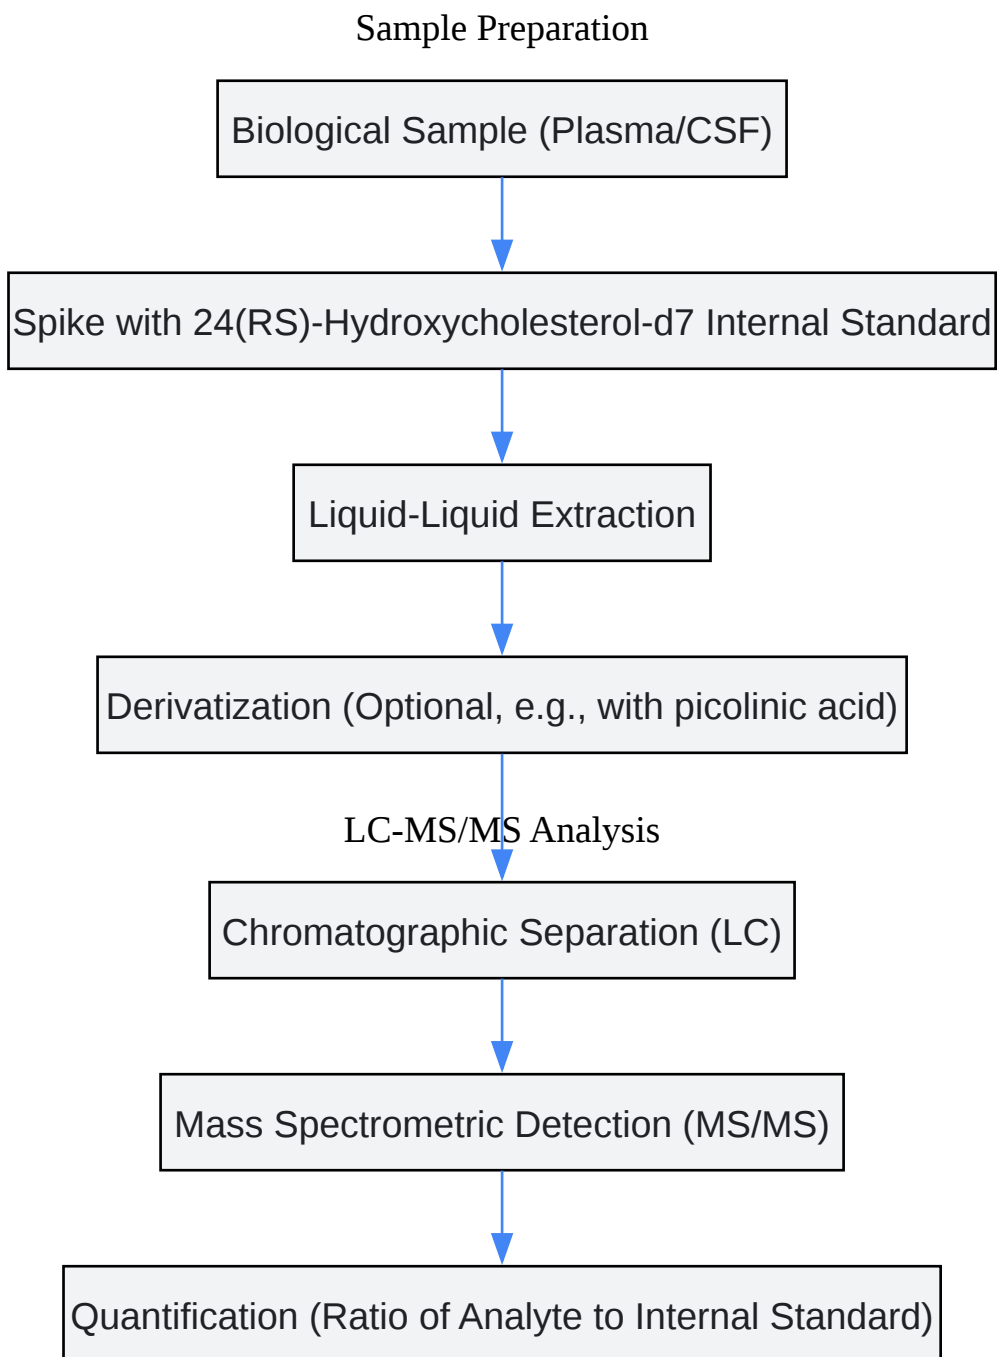 Sample Preparation
Biological Sample (Plasma/CSF)
Spike with 24(RS)-Hydroxycholesterol-d7 Internal Standard
Liquid-Liquid Extraction
Derivatization (Optional, e.g., with picolinic acid)
LC-MS/MS Analysis
Chromatographic Separation (LC)
Mass Spectrometric Detection (MS/MS)
Quantification (Ratio of Analyte to Internal Standard)